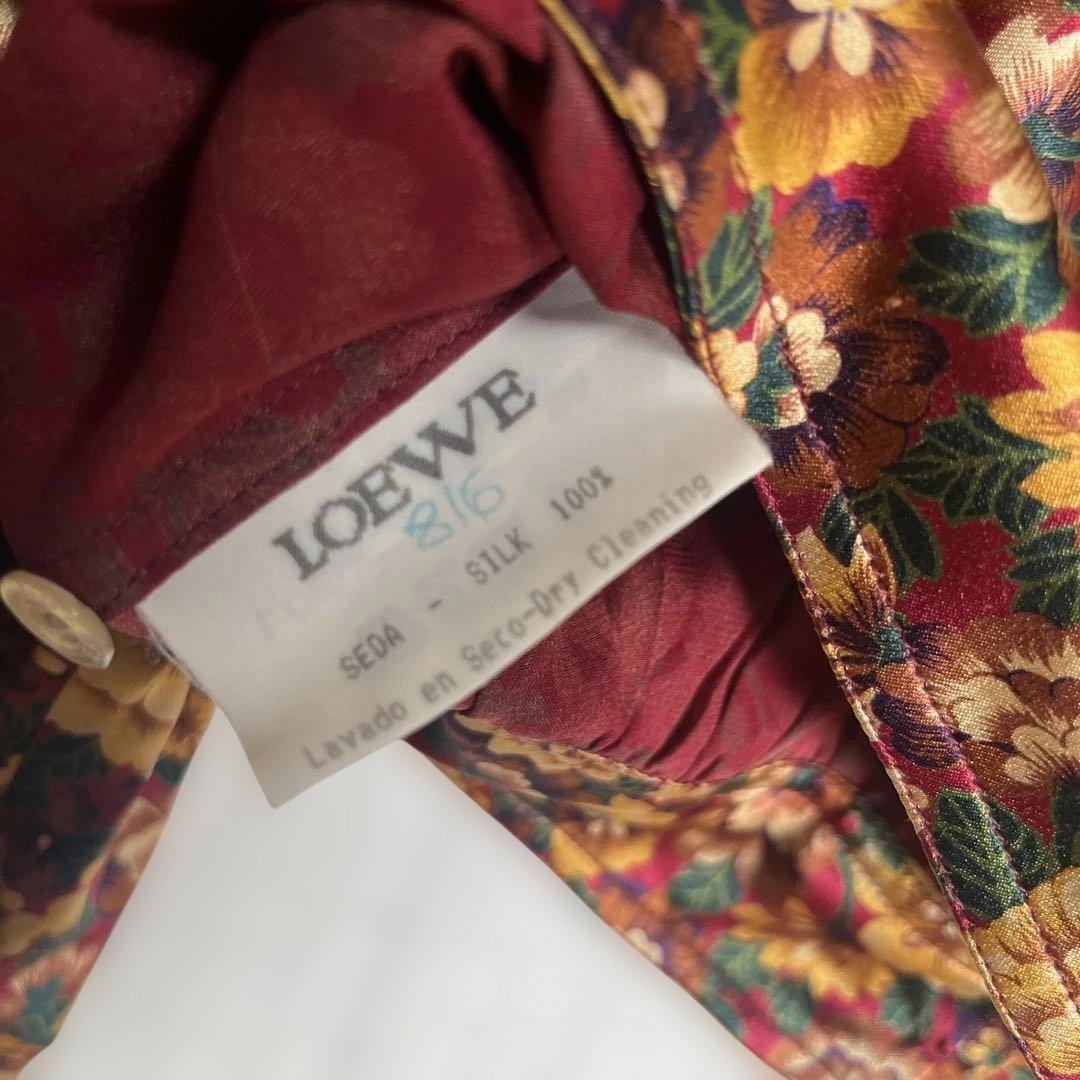 LOEWE
816
SEDA - SILK 100%
Lavado en Seco-Dry Cleaning